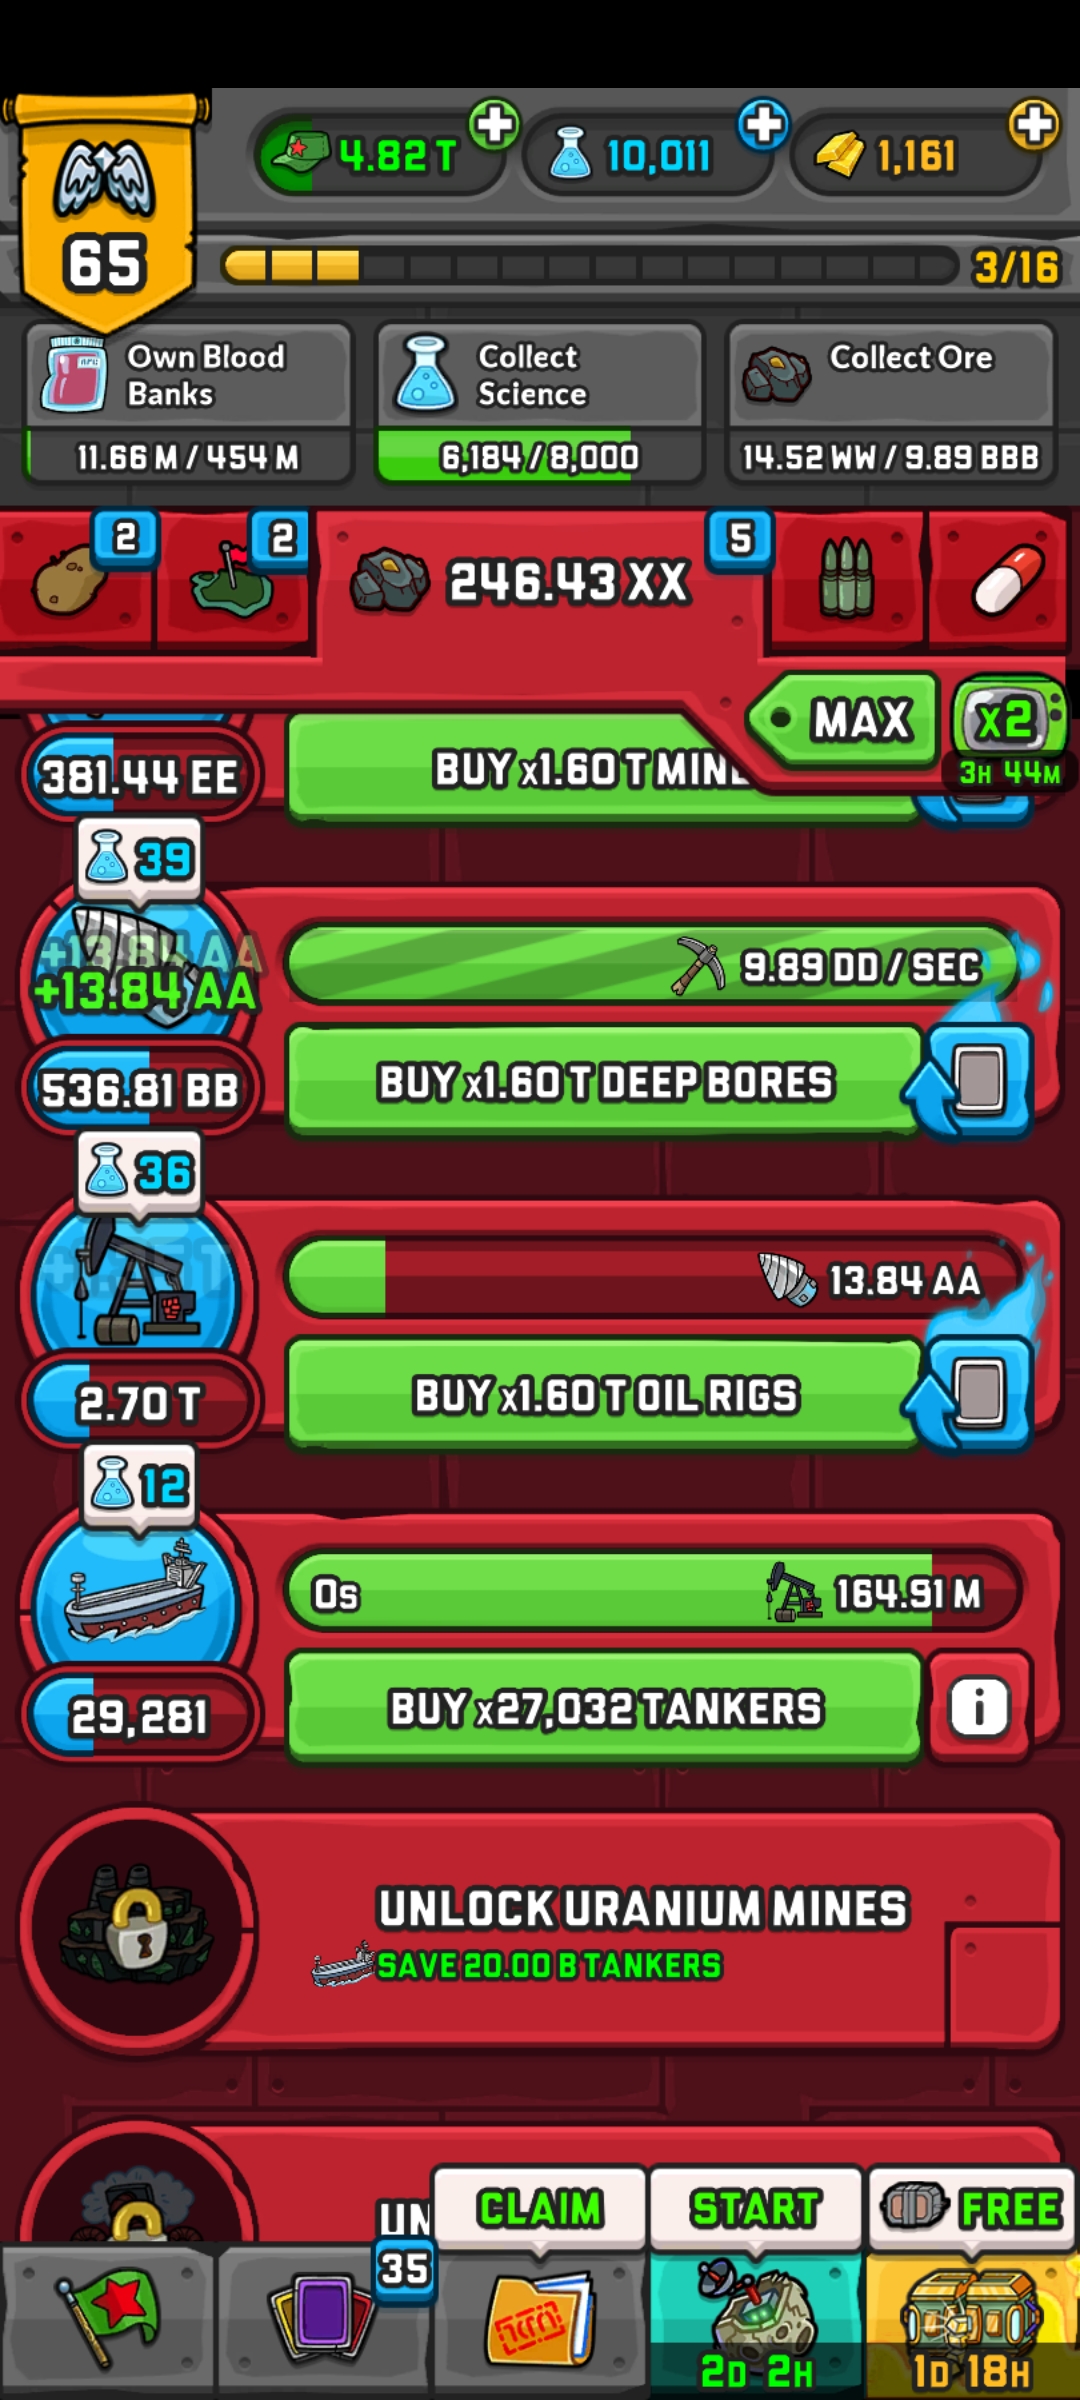 4.82 T
10,011
1,161
65
3/16
Own Blood
Banks
11.66 M / 454 M
Collect
Science
6,184 / 8,000
Collect Ore
14.52 WW / 9.89 BBB
2
2
246.43 XX
5
MAX
x2
3H 44M
381.44 EE
BUY x1.60 T MINE
39
+13.84 AA
+13.84 AA
9.89 DD / SEC
536.81 BB
BUY x1.60 T DEEP BORES
36
13.84 AA
2.70 T
BUY x1.60 T OIL RIGS
12
0s
164.91 M
29,281
BUY x27,032 TANKERS
i
UNLOCK URANIUM MINES
SAVE 20.00 B TANKERS
UN
CLAIM
START
FREE
35
2D 2H
1D 18H